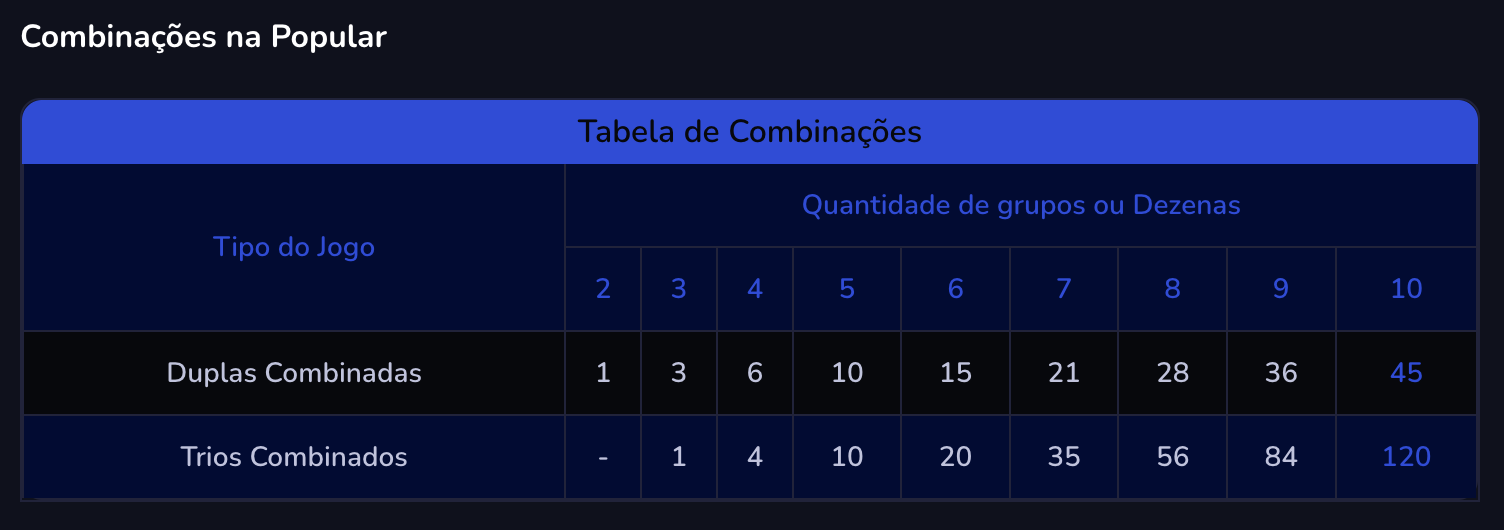 Combinações na Popular
Tabela de Combinações
Tipo do Jogo
Quantidade de grupos ou Dezenas
2 3 4 5 6 7 8 9 10
Duplas Combinadas 1 3 6 10 15 21 28 36 45
Trios Combinados - 1 4 10 20 35 56 84 120